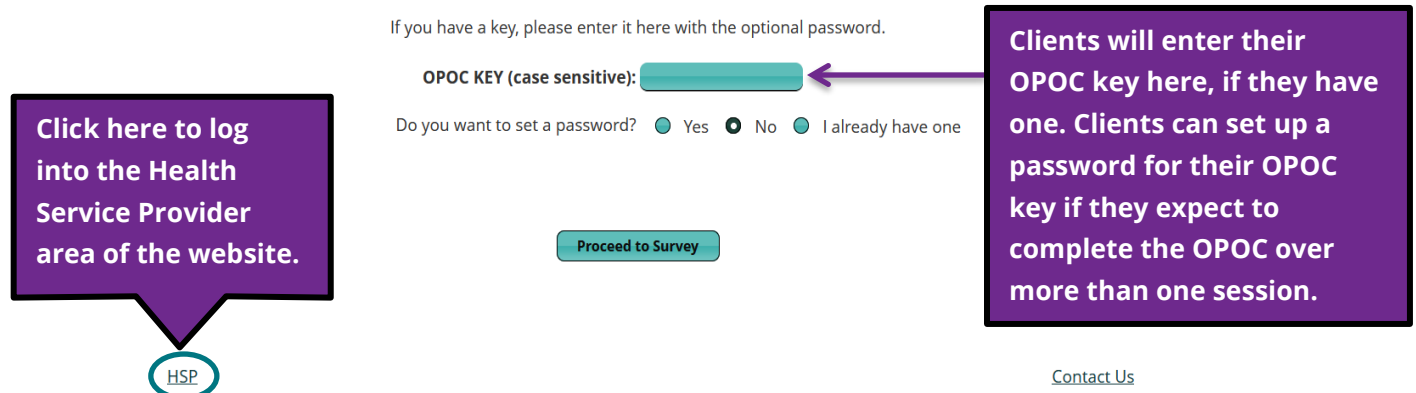 If you have a key, please enter it here with the optional password.
OPOC KEY (case sensitive):
Do you want to set a password? Yes No I already have one
Proceed to Survey
Click here to log
into the Health
Service Provider
area of the website.
Clients will enter their
OPOC key here, if they have
one. Clients can set up a
password for their OPOC
key if they expect to
complete the OPOC over
more than one session.
HSP
Contact Us